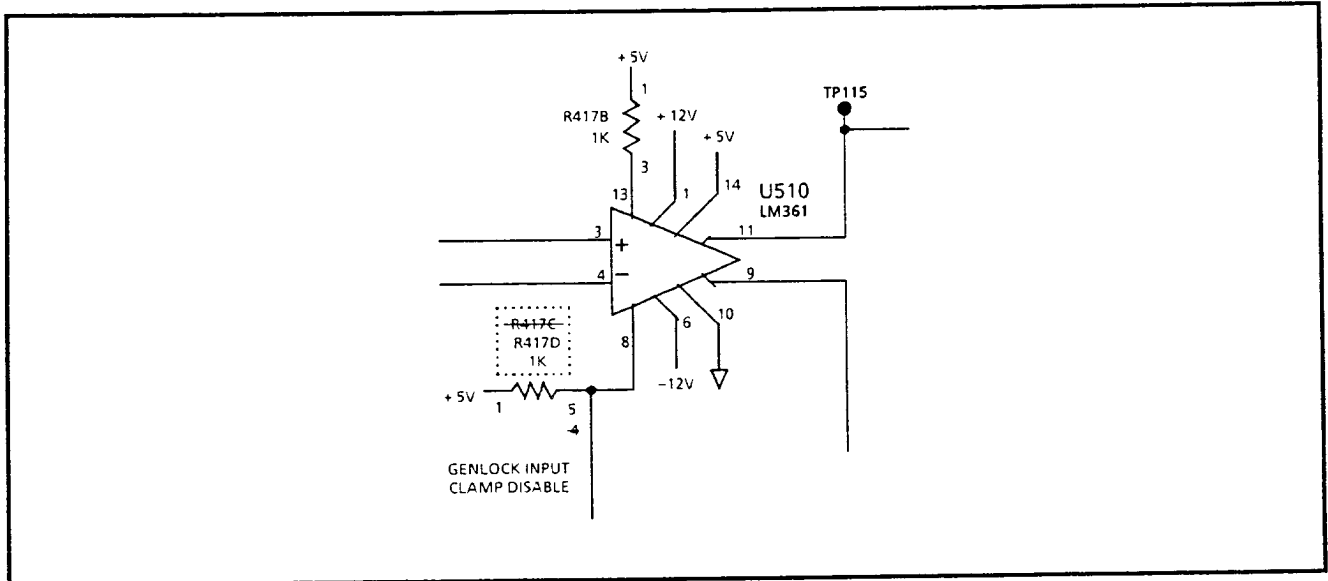 +5V
1
R417B
1K
3
+12V
+5V
TP115
13
1
14
U510
LM361
3
+
11
4
−
9
8
6
10
-12V
R417C
R417D
1K
+5V
1
5
4
GENLOCK INPUT
CLAMP DISABLE